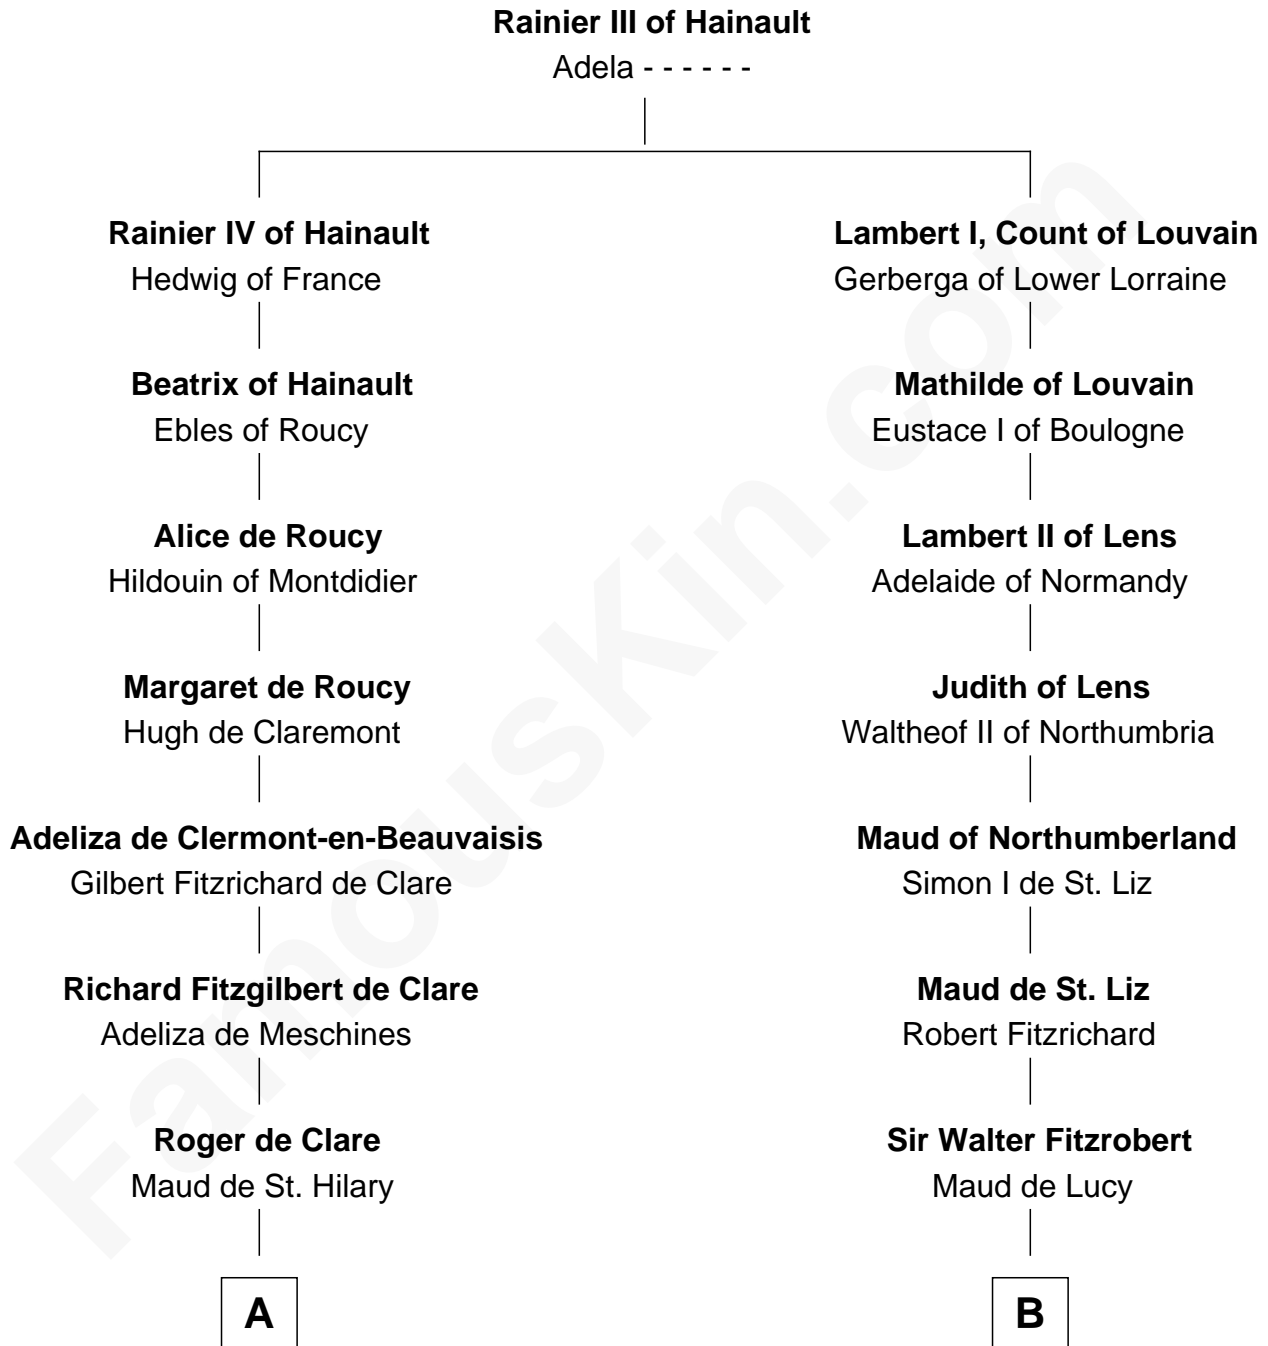 Rainier III of Hainault
Adela - - - - - -
Rainier IV of Hainault
Hedwig of France
Beatrix of Hainault
Ebles of Roucy
Alice de Roucy
Hildouin of Montdidier
Margaret de Roucy
Hugh de Claremont
Adeliza de Clermont-en-Beauvaisis
Gilbert Fitzrichard de Clare
Richard Fitzgilbert de Clare
Adeliza de Meschines
Roger de Clare
Maud de St. Hilary
A
Lambert I, Count of Louvain
Gerberga of Lower Lorraine
Mathilde of Louvain
Eustace I of Boulogne
Lambert II of Lens
Adelaide of Normandy
Judith of Lens
Waltheof II of Northumbria
Maud of Northumberland
Simon I de St. Liz
Maud de St. Liz
Robert Fitzrichard
Sir Walter Fitzrobert
Maud de Lucy
B
FamousKin.com